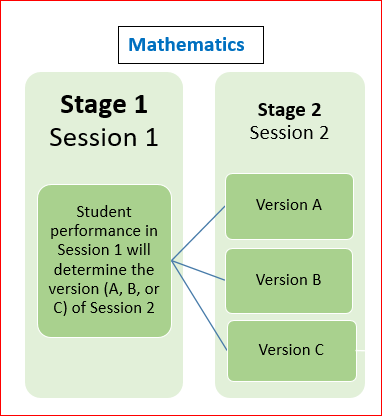 Mathematics
Stage 1
Session 1
Student
performance in
Session 1 will
determine the
version (A, B, or
C) of Session 2
Stage 2
Session 2
Version A
Version B
Version C